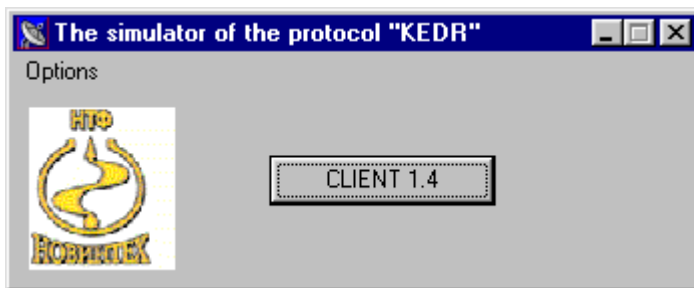 The simulator of the protocol "KEDR"
Options
НТФ
CLIENT 1.4
НОВИНТЕХ